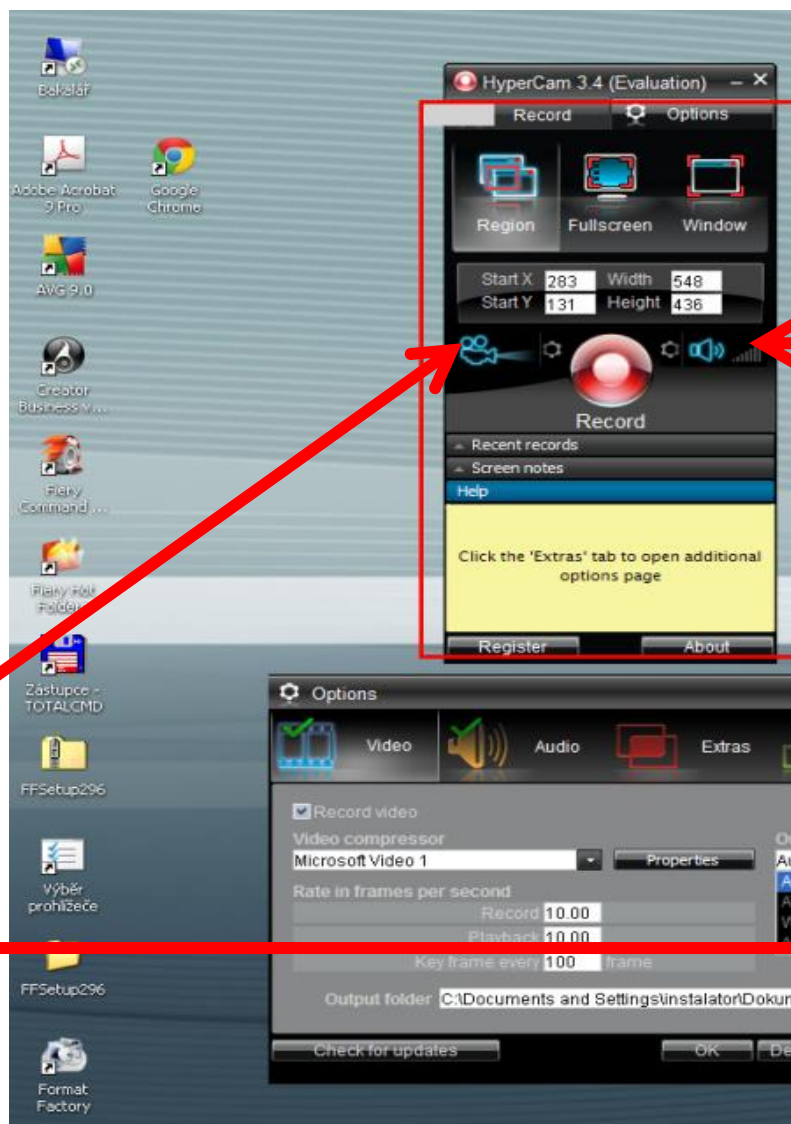 Bakalář
Adobe Acrobat
9 Pro
Google
Chrome
AVG 9.0
Creator
Business v...
Fiery
Command ...
Fiery Hot
Folders
Zástupce -
TOTALCMD
FFSetup296
Výběr
prohlížeče
FFSetup296
Format
Factory
HyperCam 3.4 (Evaluation)
Record
Options
Region
Fullscreen
Window
Start X 283 Width 548
Start Y 131 Height 436
Record
Recent records
Screen notes
Help
Click the 'Extras' tab to open additional
options page
Register
About
Options
Video
Audio
Extras
Record video
Video compressor
Microsoft Video 1
Properties
Rate in frames per second
Record 10.00
Playback 10.00
Key frame every 100 frame
Output folder C:\Documents and Settings\instalator\Dokun
Check for updates
OK
De